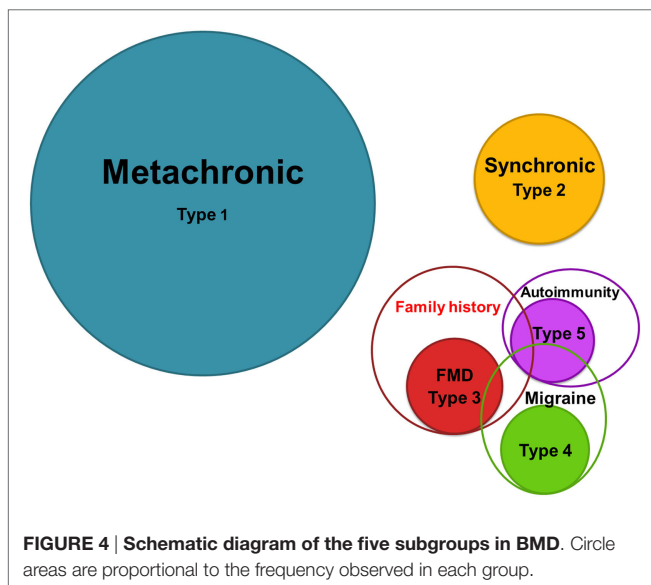 Metachronic
Type 1
Synchronic
Type 2
Family history
Autoimmunity
Type 5
FMD
Type 3
Migraine
Type 4
FIGURE 4 | Schematic diagram of the five subgroups in BMD. Circle
areas are proportional to the frequency observed in each group.